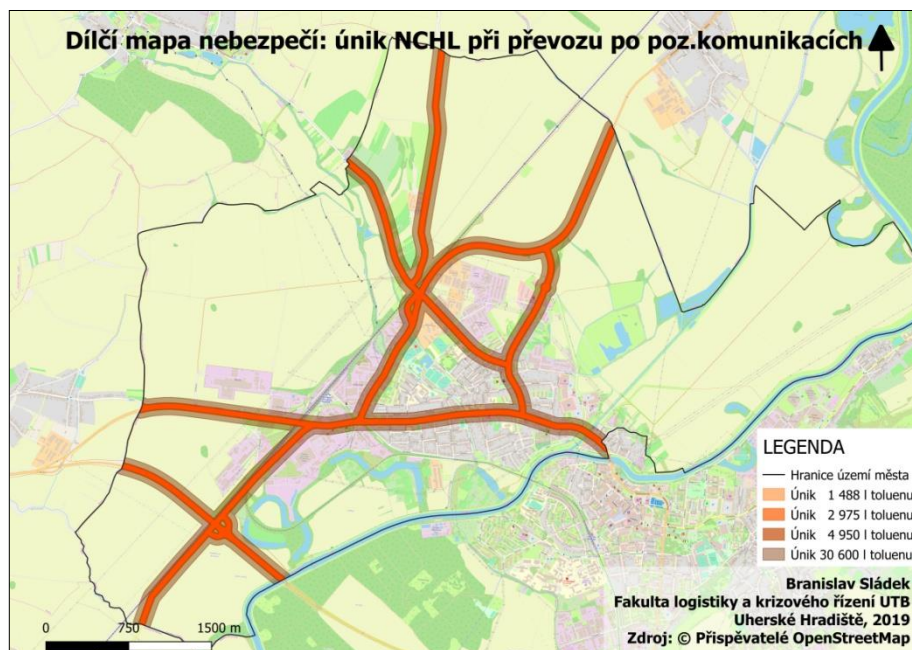 Dílčí mapa nebezpečí: únik NCHL při převozu po poz.komunikacích
LEGENDA
Hranice území města
Únik 1 488 l toluenu
Únik 2 975 l toluenu
Únik 4 950 l toluenu
Únik 30 600 l toluenu
Branislav Sládek
Fakulta logistiky a krizového řízení UTB
Uherské Hradiště, 2019
Zdroj: © Přispěvatelé OpenStreetMap
0 750 1500 m